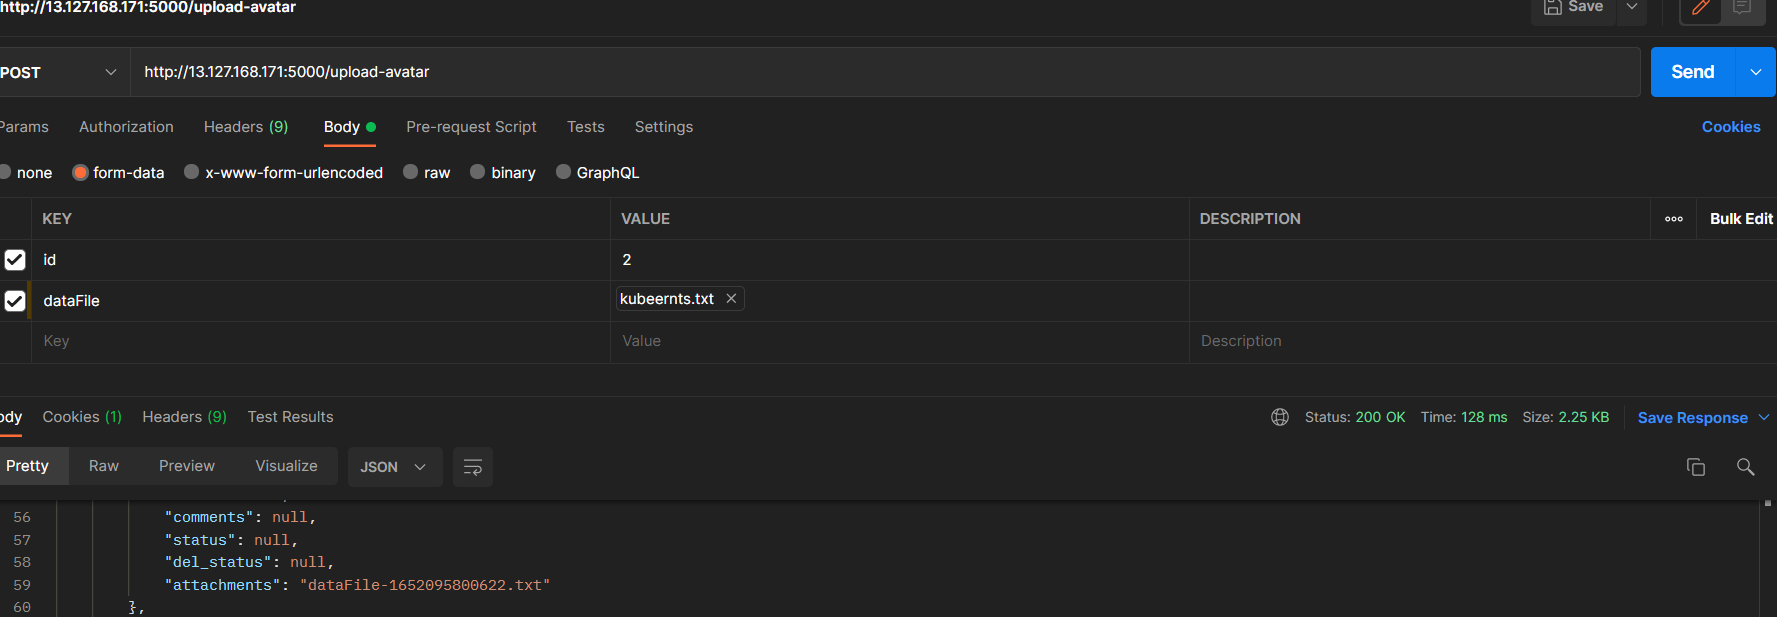 http://13.127.168.171:5000/upload-avatar
Save
POST
http://13.127.168.171:5000/upload-avatar
Send
Params Authorization Headers (9) Body Pre-request Script Tests Settings Cookies
none form-data x-www-form-urlencoded raw binary GraphQL
KEY VALUE DESCRIPTION ooo Bulk Edit
id 2
dataFile kubeernts.txt
Key Value Description
ody Cookies (1) Headers (9) Test Results Status: 200 OK Time: 128 ms Size: 2.25 KB Save Response
Pretty Raw Preview Visualize JSON
56 "comments": null,
57 "status": null,
58 "del_status": null,
59 "attachments": "dataFile-1652095800622.txt"
60 },